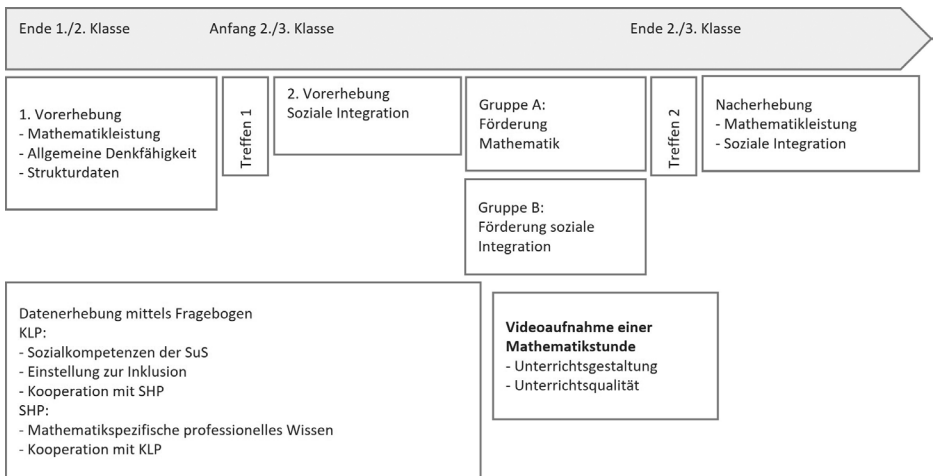 Ende 1./2. Klasse
Anfang 2./3. Klasse
Ende 2./3. Klasse
1. Vorerhebung
- Mathematikleistung
- Allgemeine Denkfähigkeit
- Strukturdaten
Treffen 1
2. Vorerhebung
Soziale Integration
Gruppe A:
Förderung
Mathematik
Gruppe B:
Förderung soziale
Integration
Treffen 2
Nacherhebung
- Mathematikleistung
- Soziale Integration
Datenerhebung mittels Fragebogen
KLP:
- Sozialkompetenzen der SuS
- Einstellung zur Inklusion
- Kooperation mit SHP
SHP:
- Mathematikspezifische professionelles Wissen
- Kooperation mit KLP
Videoaufnahme einer
Mathematikstunde
- Unterrichtsgestaltung
- Unterrichtsqualität